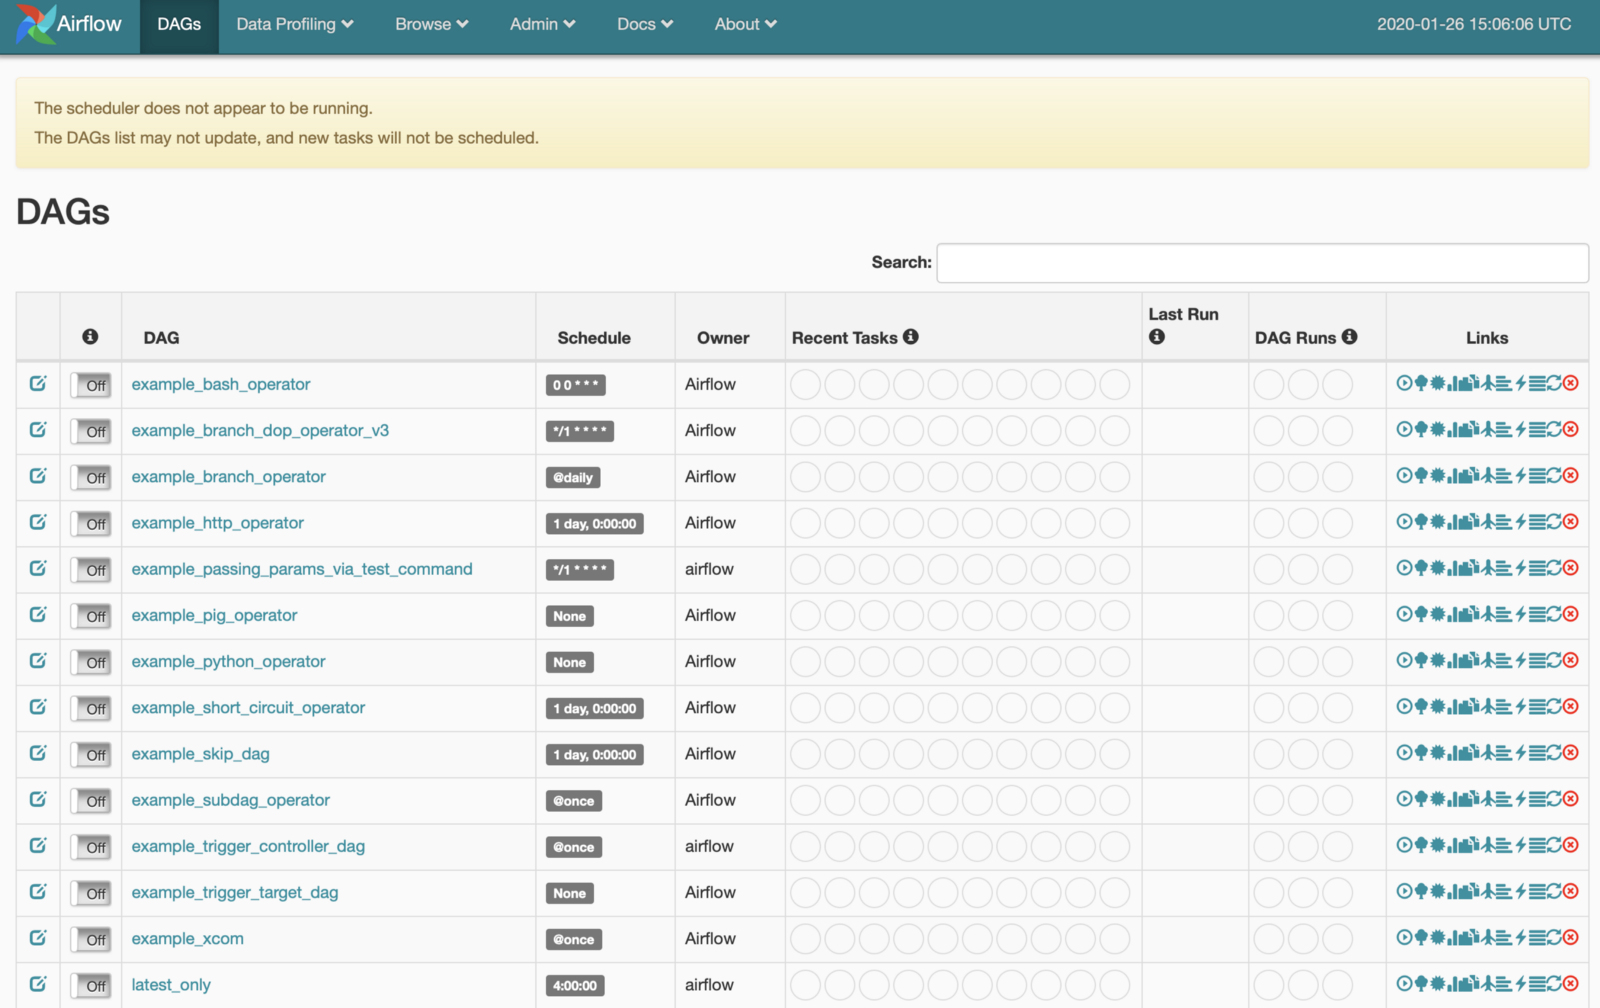 Airflow DAGs Data Profiling Browse Admin Docs About 2020-01-26 15:06:06 UTC
The scheduler does not appear to be running.
The DAGs list may not update, and new tasks will not be scheduled.
DAGs
Search:
DAG Schedule Owner Recent Tasks Last Run DAG Runs Links
Off example_bash_operator 0 0 * * * Airflow
Off example_branch_dop_operator_v3 */1 * * * * Airflow
Off example_branch_operator @daily Airflow
Off example_http_operator 1 day, 0:00:00 Airflow
Off example_passing_params_via_test_command */1 * * * * airflow
Off example_pig_operator None Airflow
Off example_python_operator None Airflow
Off example_short_circuit_operator 1 day, 0:00:00 Airflow
Off example_skip_dag 1 day, 0:00:00 Airflow
Off example_subdag_operator @once Airflow
Off example_trigger_controller_dag @once airflow
Off example_trigger_target_dag None Airflow
Off example_xcom @once Airflow
Off latest_only 4:00:00 airflow